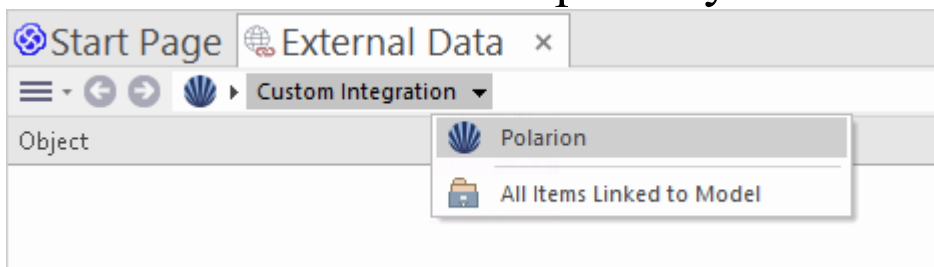 Start Page External Data ×
Custom Integration
Object
Polarion
All Items Linked to Model